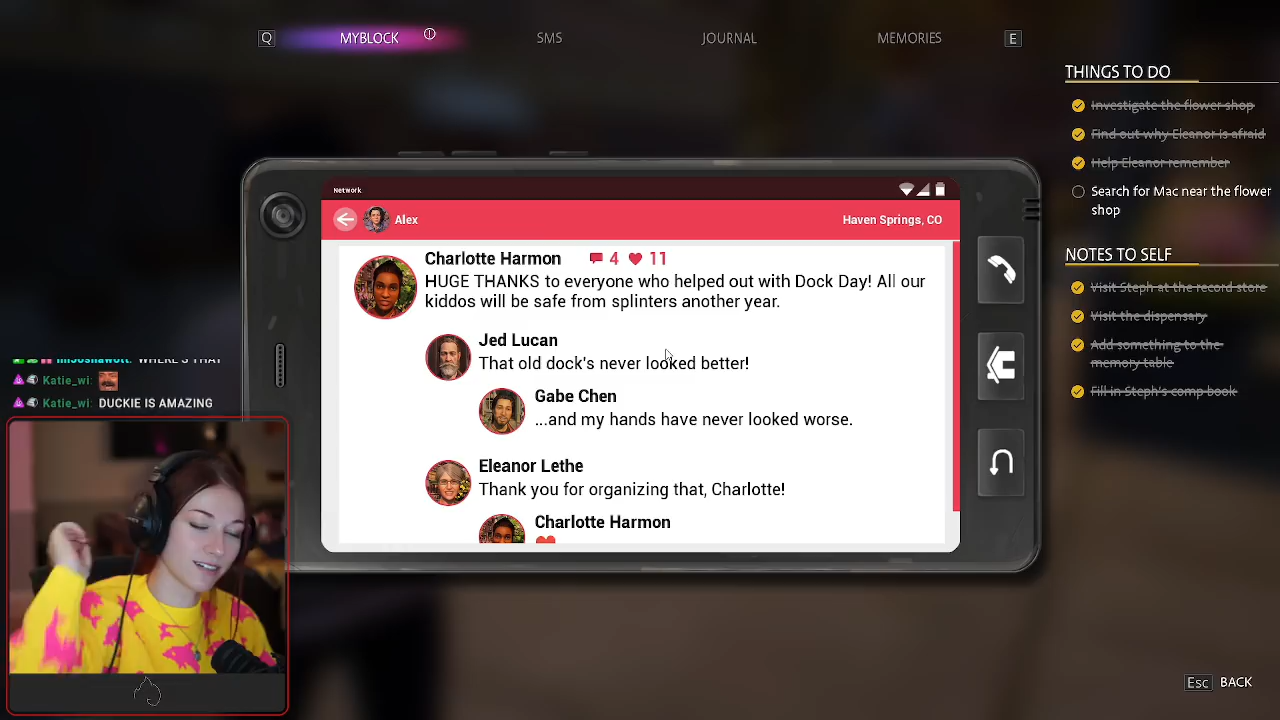 Q
MYBLOCK
SMS
JOURNAL
MEMORIES
E
THINGS TO DO
Investigate the flower shop
Find out why Eleanor is afraid
Help Eleanor remember
Search for Mac near the flower
shop
NOTES TO SELF
Visit Steph at the record store
Visit the dispensary
Add something to the
memory table
Fill in Steph's comp book
Network
Alex
Haven Springs, CO
Charlotte Harmon 4 11
HUGE THANKS to everyone who helped out with Dock Day! All our
kiddos will be safe from splinters another year.
Jed Lucan
That old dock's never looked better!
Gabe Chen
...and my hands have never looked worse.
Eleanor Lethe
Thank you for organizing that, Charlotte!
Charlotte Harmon
WHERE'S THAT
Katie_wi:
Katie_wi: DUCKIE IS AMAZING
Esc BACK